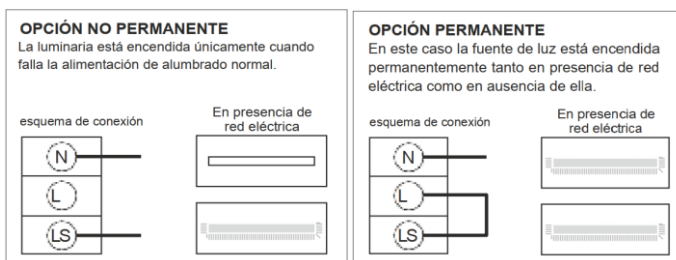 OPCIÓN NO PERMANENTE
La luminaria está encendida únicamente cuando
falla la alimentación de alumbrado normal.
esquema de conexión
En presencia de
red eléctrica
N
L
LS
OPCIÓN PERMANENTE
En este caso la fuente de luz está encendida
permanentemente tanto en presencia de red
eléctrica como en ausencia de ella.
esquema de conexión
En presencia de
red eléctrica
N
L
LS